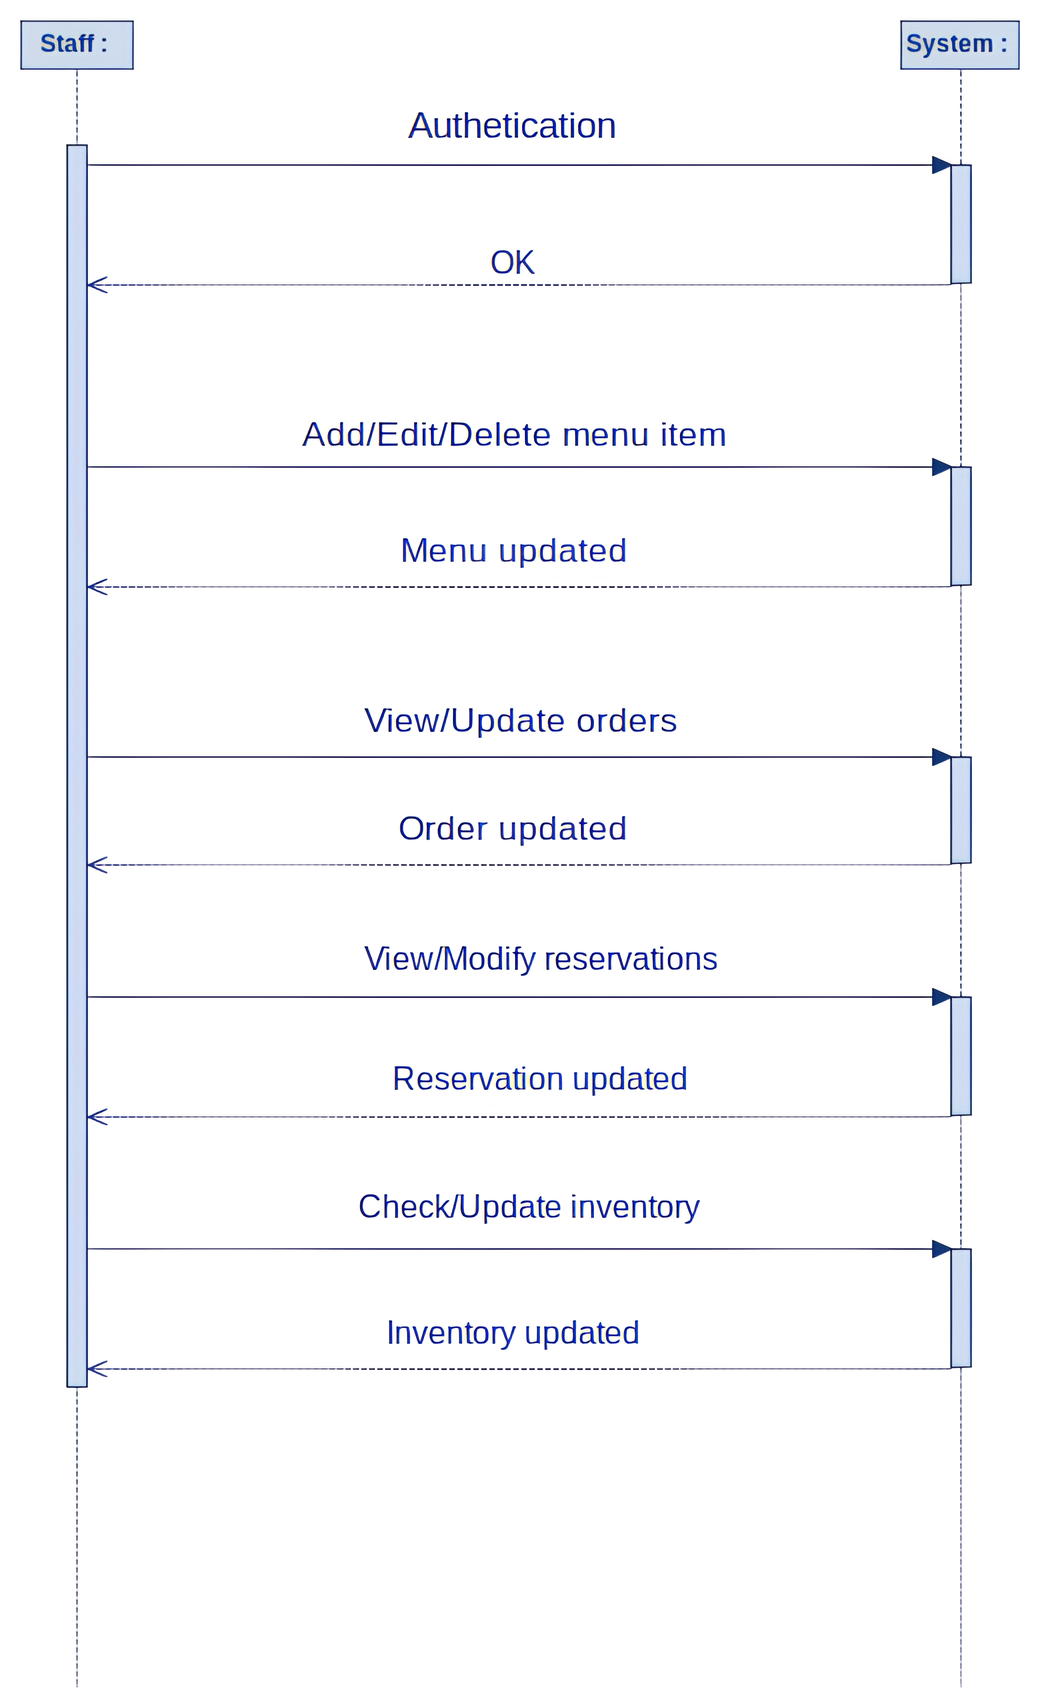 Staff :
System :
Authetication
OK
Add/Edit/Delete menu item
Menu updated
View/Update orders
Order updated
View/Modify reservations
Reservation updated
Check/Update inventory
Inventory updated